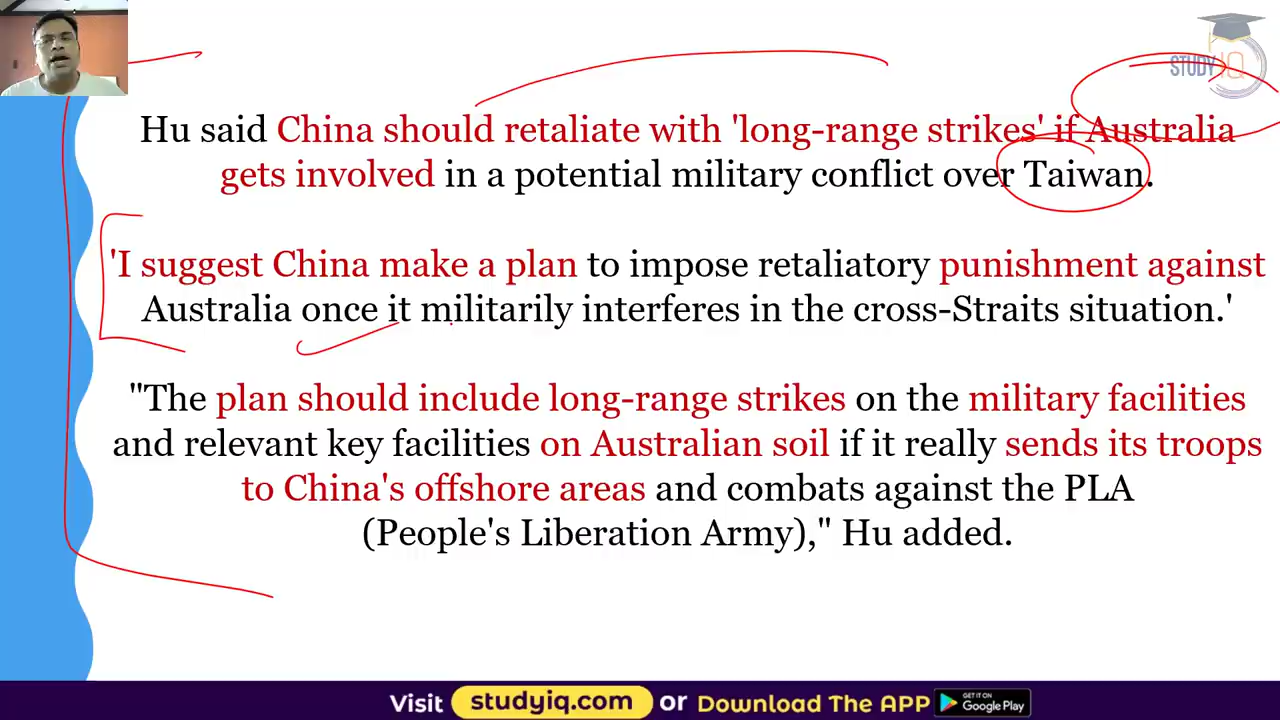 STUDY IQ
Hu said China should retaliate with 'long-range strikes' if Australia
gets involved in a potential military conflict over Taiwan.
'I suggest China make a plan to impose retaliatory punishment against
Australia once it militarily interferes in the cross-Straits situation.'
"The plan should include long-range strikes on the military facilities
and relevant key facilities on Australian soil if it really sends its troops
to China's offshore areas and combats against the PLA
(People's Liberation Army)," Hu added.
Visit studyiq.com or Download The APP GET IT ON Google Play